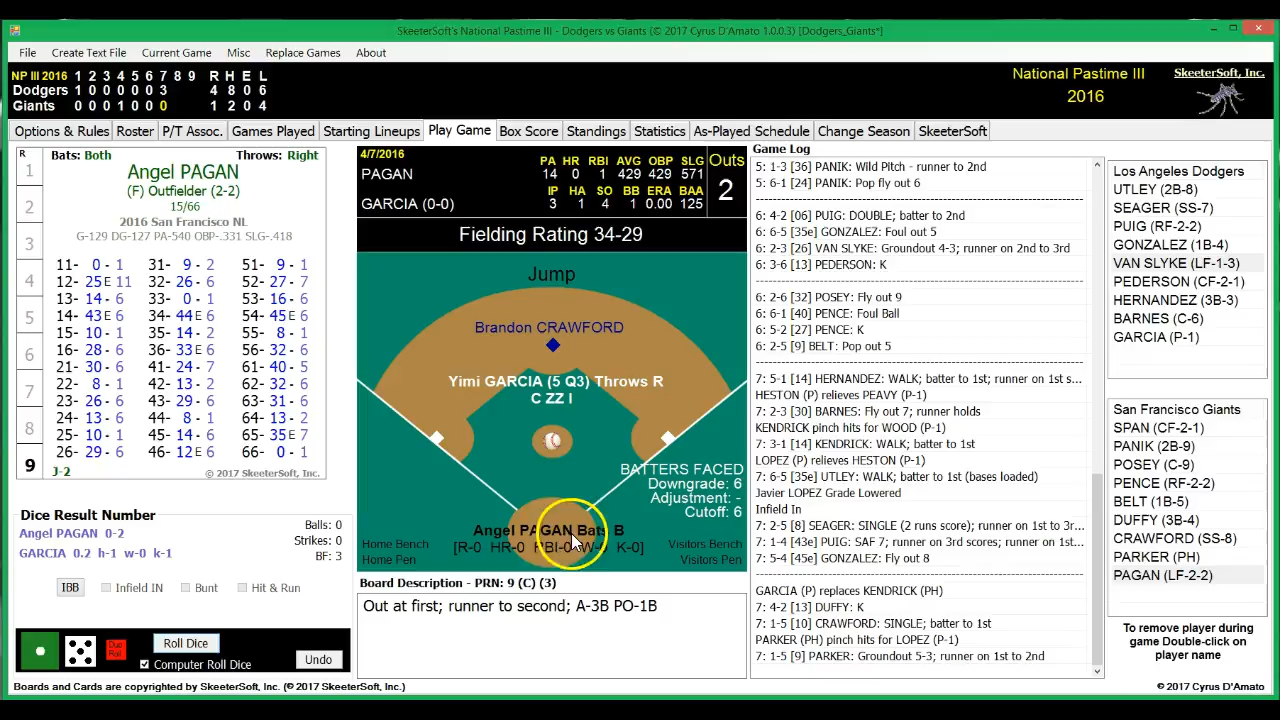 SkeeterSoft's National Pastime III - Dodgers vs Giants (© 2017 Cyrus D'Amato 1.0.0.3) [Dodgers_Giants*]
File Create Text File Current Game Misc Replace Games About
NP III 2016 1 2 3 4 5 6 7 8 9 R H E L
Dodgers 1 0 0 0 0 0 3 4 8 0 6
Giants 0 0 0 1 0 0 0 1 2 0 4
National Pastime III
2016
SkeeterSoft, Inc.
Options & Rules Roster P/T Assoc. Games Played Starting Lineups Play Game Box Score Standings Statistics As-Played Schedule Change Season SkeeterSoft
R
1
2
3
4
5
6
7
8
9
Bats: Both Throws: Right
Angel PAGAN
(F) Outfielder (2-2)
15/66
2016 San Francisco NL
G-129 DG-127 PA-540 OBP-.331 SLG-.418
11- 0 - 1 31- 9 - 2 51- 9 - 1
12- 25 E 11 32- 26 - 6 52- 27 - 7
13- 14 - 6 33- 0 - 1 53- 16 - 6
14- 43 E 6 34- 44 E 6 54- 45 E 6
15- 10 - 1 35- 14 - 2 55- 8 - 1
16- 28 - 6 36- 33 E 6 56- 32 - 6
21- 30 - 6 41- 24 - 7 61- 40 - 5
22- 8 - 1 42- 13 - 2 62- 32 - 6
23- 26 - 6 43- 29 - 6 63- 31 - 6
24- 13 - 6 44- 8 - 1 64- 13 - 2
25- 10 - 1 45- 14 - 6 65- 35 E 7
26- 29 - 6 46- 12 E 6 66- 0 - 1
J-2 © 2017 SkeeterSoft, Inc.
Dice Result Number
Angel PAGAN 0-2
GARCIA 0.2 h-1 w-0 k-1
Balls: 0
Strikes: 0
BF: 3
IBB Infield IN Bunt Hit & Run
Roll Dice
Computer Roll Dice
Undo
Boards and Cards are copyrighted by SkeeterSoft, Inc. (© 2017 SkeeterSoft, Inc.)
4/7/2016
PA HR RBI AVG OBP SLG
PAGAN 14 0 1 429 429 571
IP HA SO BB ERA BAA
GARCIA (0-0) 3 1 4 1 0.00 125
Outs
2
Fielding Rating 34-29
Jump
Brandon CRAWFORD
Yimi GARCIA (5 Q3) Throws R
C ZZ I
BATTERS FACED
Downgrade: 6
Adjustment: -
Cutoff: 6
Angel PAGAN Bats B
[R-0 HR-0 RBI-0 W-0 K-0]
Home Bench
Home Pen
Visitors Bench
Visitors Pen
Board Description - PRN: 9 (C) (3)
Out at first; runner to second; A-3B PO-1B
Game Log
5: 1-3 [36] PANIK: Wild Pitch - runner to 2nd
5: 6-1 [24] PANIK: Pop fly out 6
6: 4-2 [06] PUIG: DOUBLE; batter to 2nd
6: 6-5 [35e] GONZALEZ: Foul out 5
6: 2-3 [26] VAN SLYKE: Groundout 4-3; runner on 2nd to 3rd
6: 3-6 [13] PEDERSON: K
6: 2-6 [32] POSEY: Fly out 9
6: 6-1 [40] PENCE: Foul Ball
6: 5-2 [27] PENCE: K
6: 2-5 [9] BELT: Pop out 5
7: 5-1 [14] HERNANDEZ: WALK; batter to 1st; runner on 1st s...
HESTON (P) relieves PEAVY (P-1)
7: 2-3 [30] BARNES: Fly out 7; runner holds
KENDRICK pinch hits for WOOD (P-1)
7: 3-1 [14] KENDRICK: WALK; batter to 1st
LOPEZ (P) relieves HESTON (P-1)
7: 6-5 [35e] UTLEY: WALK; batter to 1st (bases loaded)
Javier LOPEZ Grade Lowered
Infield In
7: 2-5 [8] SEAGER: SINGLE (2 runs score); runner on 1st to 3r...
7: 1-4 [43e] PUIG: SAF 7; runner on 3rd scores; runner on 1st...
7: 5-4 [45e] GONZALEZ: Fly out 8
GARCIA (P) replaces KENDRICK (PH)
7: 4-2 [13] DUFFY: K
7: 1-5 [10] CRAWFORD: SINGLE; batter to 1st
PARKER (PH) pinch hits for LOPEZ (P-1)
7: 1-5 [9] PARKER: Groundout 5-3; runner on 1st to 2nd
Los Angeles Dodgers
UTLEY (2B-8)
SEAGER (SS-7)
PUIG (RF-2-2)
GONZALEZ (1B-4)
VAN SLYKE (LF-1-3)
PEDERSON (CF-2-1)
HERNANDEZ (3B-3)
BARNES (C-6)
GARCIA (P-1)
San Francisco Giants
SPAN (CF-2-1)
PANIK (2B-9)
POSEY (C-9)
PENCE (RF-2-2)
BELT (1B-5)
DUFFY (3B-4)
CRAWFORD (SS-8)
PARKER (PH)
PAGAN (LF-2-2)
To remove player during
game Double-click on
player name
© 2017 Cyrus D'Amato